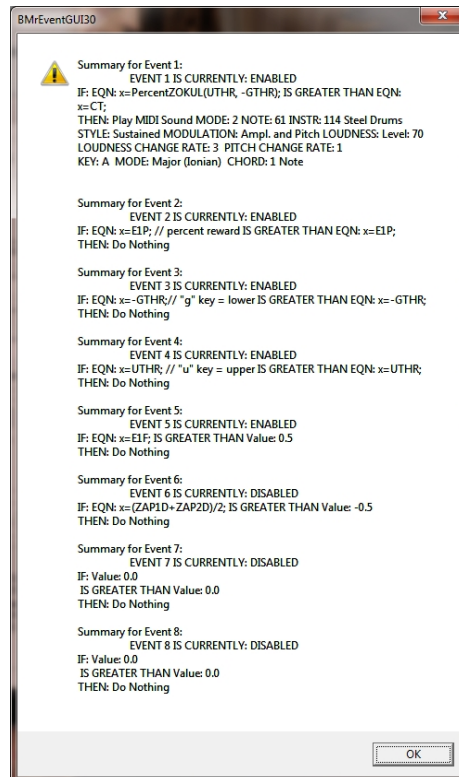 BMrEventGUI30
Summary for Event 1:
EVENT 1 IS CURRENTLY: ENABLED
IF: EQN: x=PercentZOKUL(UTHR, -GTHR); IS GREATER THAN EQN:
x=CT;
THEN: Play MIDI Sound MODE: 2 NOTE: 61 INSTR: 114 Steel Drums
STYLE: Sustained MODULATION: Ampl. and Pitch LOUDNESS: Level: 70
LOUDNESS CHANGE RATE: 3 PITCH CHANGE RATE: 1
KEY: A MODE: Major (Ionian) CHORD: 1 Note
Summary for Event 2:
EVENT 2 IS CURRENTLY: ENABLED
IF: EQN: x=E1P; // percent reward IS GREATER THAN EQN: x=E1P;
THEN: Do Nothing
Summary for Event 3:
EVENT 3 IS CURRENTLY: ENABLED
IF: EQN: x=-GTHR;// "g" key = lower IS GREATER THAN EQN: x=-GTHR;
THEN: Do Nothing
Summary for Event 4:
EVENT 4 IS CURRENTLY: ENABLED
IF: EQN: x=UTHR; // "u" key = upper IS GREATER THAN EQN: x=UTHR;
THEN: Do Nothing
Summary for Event 5:
EVENT 5 IS CURRENTLY: ENABLED
IF: EQN: x=E1F; IS GREATER THAN Value: 0.5
THEN: Do Nothing
Summary for Event 6:
EVENT 6 IS CURRENTLY: DISABLED
IF: EQN: x=(ZAP1D+ZAP2D)/2; IS GREATER THAN Value: -0.5
THEN: Do Nothing
Summary for Event 7:
EVENT 7 IS CURRENTLY: DISABLED
IF: Value: 0.0
IS GREATER THAN Value: 0.0
THEN: Do Nothing
Summary for Event 8:
EVENT 8 IS CURRENTLY: DISABLED
IF: Value: 0.0
IS GREATER THAN Value: 0.0
THEN: Do Nothing
OK